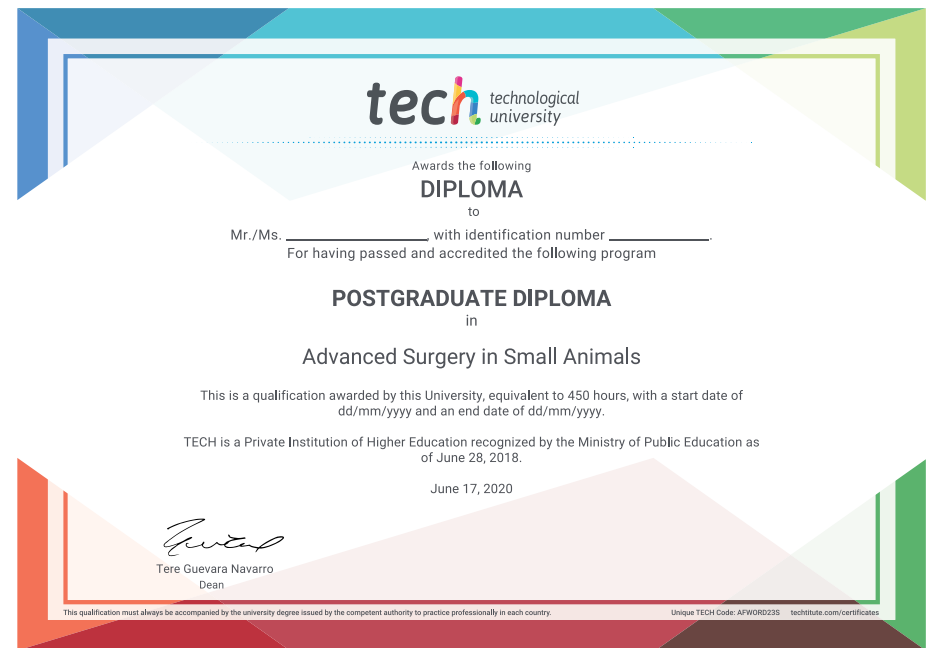 tech technological
university
Awards the following
DIPLOMA
to
Mr./Ms. ____________________, with identification number ______________.
For having passed and accredited the following program
POSTGRADUATE DIPLOMA
in
Advanced Surgery in Small Animals
This is a qualification awarded by this University, equivalent to 450 hours, with a start date of
dd/mm/yyyy and an end date of dd/mm/yyyy.
TECH is a Private Institution of Higher Education recognized by the Ministry of Public Education as
of June 28, 2018.
June 17, 2020
Tere Guevara Navarro
Dean
This qualification must always be accompanied by the university degree issued by the competent authority to practice professionally in each country. Unique TECH Code: AFWORD23S techtitute.com/certificates